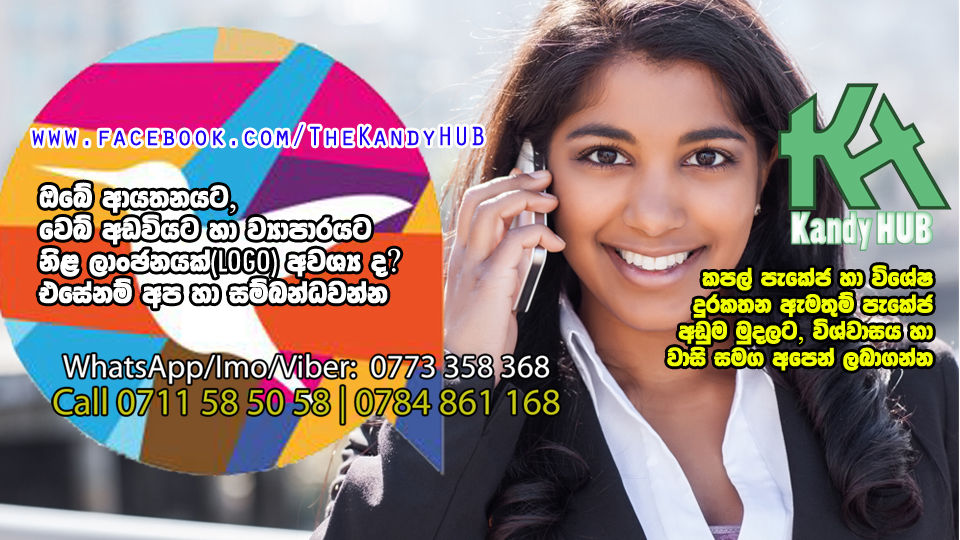 www.facebook.com/TheKandyHUB
ඔබේ ආයතනයට,
වෙබ් අඩවියට හා ව්‍යාපාරයට
නිළ ලාංඡනයක්(LOGO) අවශ්‍ය ද?
එසේනම් අප හා සම්බන්ධවන්න
WhatsApp/Imo/Viber: 0773 358 368
Call 0711 58 50 58 | 0784 861 168
KA
Kandy HUB
කපල් පැකේජ හා විශේෂ
දුරකතන ඇමතුම් පැකේජ
අඩුම මුදලට, විශ්වාසය හා
වාසි සමග අපෙන් ලබාගන්න